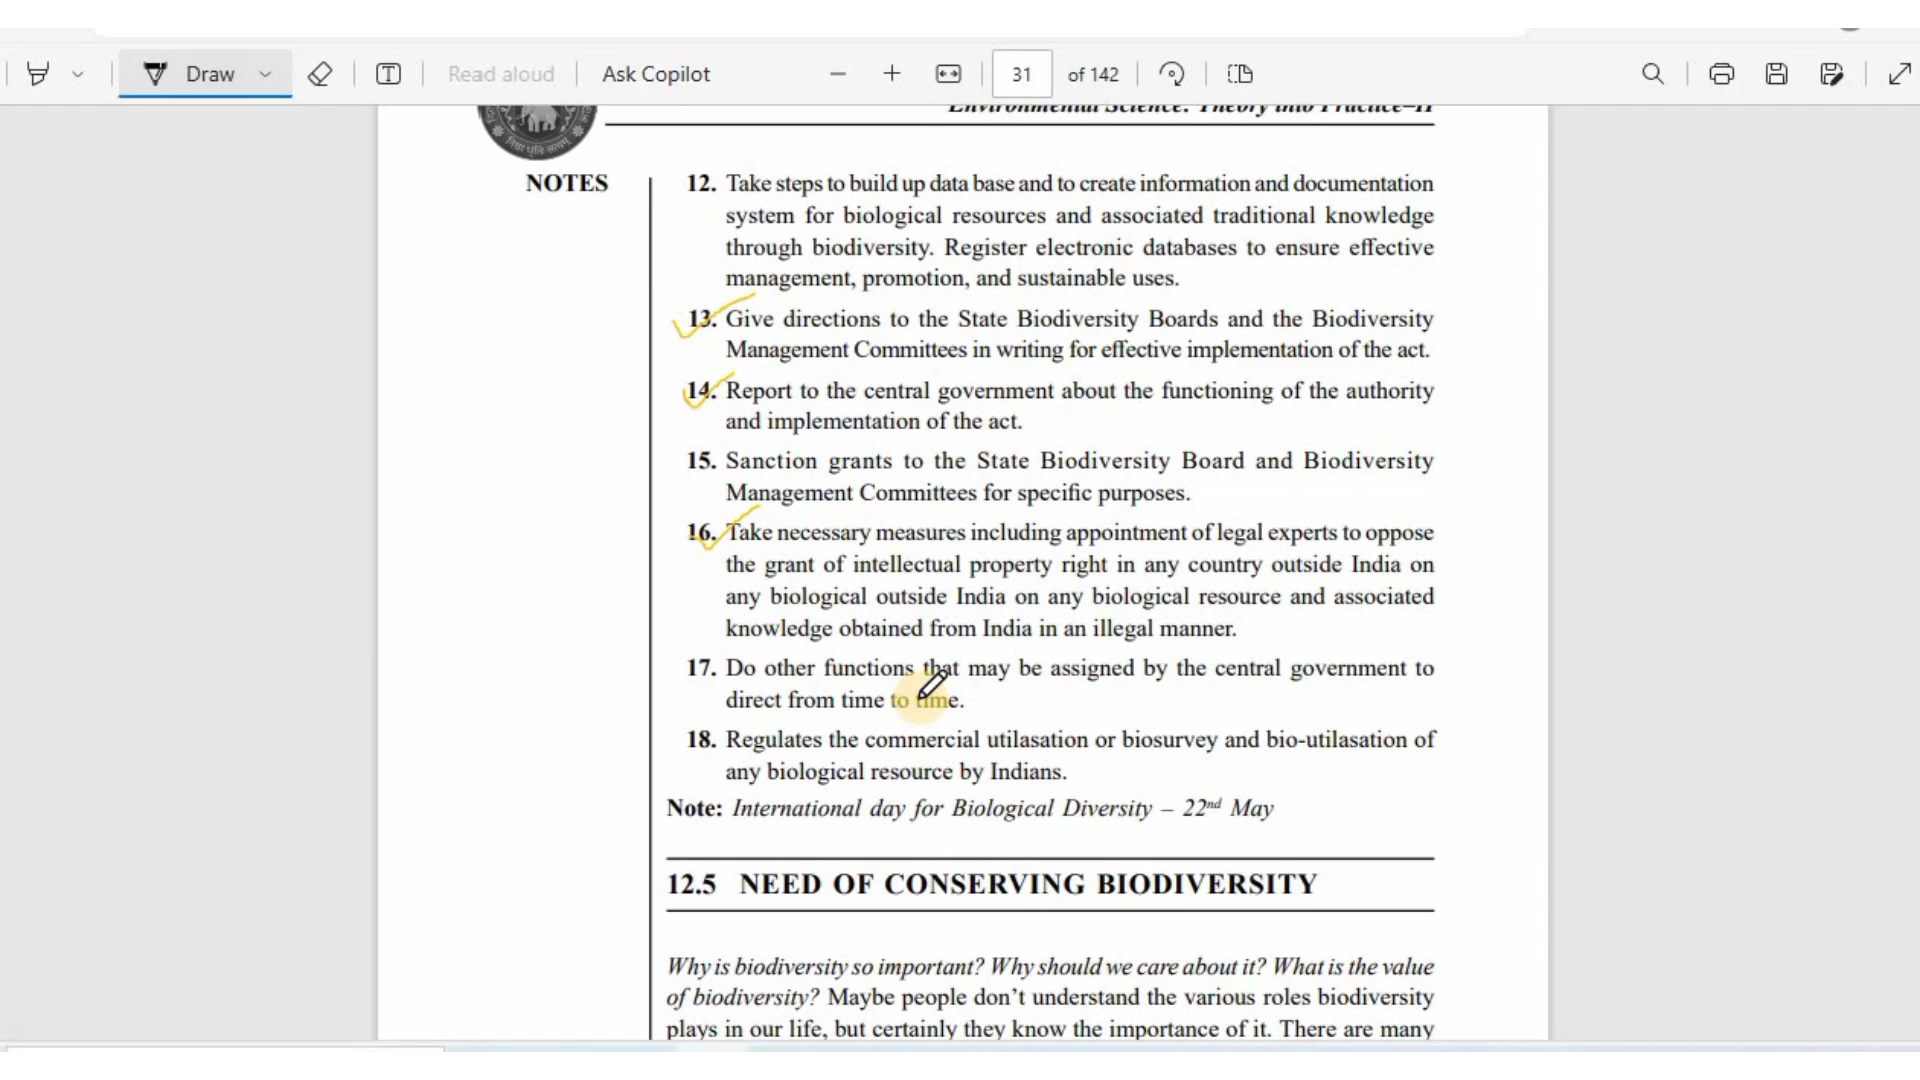 Draw
Read aloud
Ask Copilot
31
of 142
Environmental Science: Theory into Practice–II
निष्ठा धृति सत्यम्
NOTES
12. Take steps to build up data base and to create information and documentation
system for biological resources and associated traditional knowledge
through biodiversity. Register electronic databases to ensure effective
management, promotion, and sustainable uses.
13. Give directions to the State Biodiversity Boards and the Biodiversity
Management Committees in writing for effective implementation of the act.
14. Report to the central government about the functioning of the authority
and implementation of the act.
15. Sanction grants to the State Biodiversity Board and Biodiversity
Management Committees for specific purposes.
16. Take necessary measures including appointment of legal experts to oppose
the grant of intellectual property right in any country outside India on
any biological outside India on any biological resource and associated
knowledge obtained from India in an illegal manner.
17. Do other functions that may be assigned by the central government to
direct from time to time.
18. Regulates the commercial utilasation or biosurvey and bio-utilasation of
any biological resource by Indians.
Note: International day for Biological Diversity – 22nd May
12.5 NEED OF CONSERVING BIODIVERSITY
Why is biodiversity so important? Why should we care about it? What is the value
of biodiversity? Maybe people don’t understand the various roles biodiversity
plays in our life, but certainly they know the importance of it. There are many